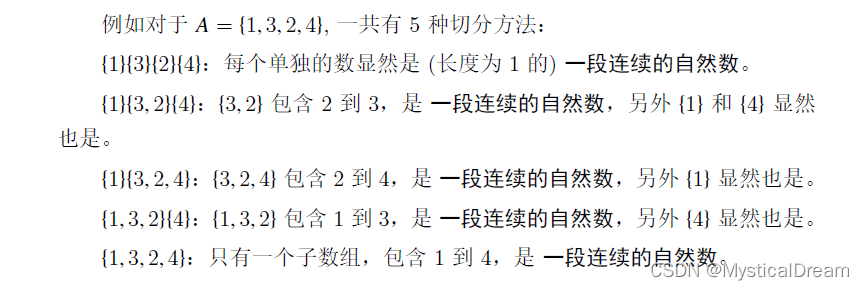 例如对于 A = {1, 3, 2, 4}, 一共有 5 种切分方法：
{1}{3}{2}{4}：每个单独的数显然是 (长度为 1 的) 一段连续的自然数。
{1}{3, 2}{4}：{3, 2} 包含 2 到 3，是 一段连续的自然数，另外 {1} 和 {4} 显然
也是。
{1}{3, 2, 4}：{3, 2, 4} 包含 2 到 4，是 一段连续的自然数，另外 {1} 显然也是。
{1, 3, 2}{4}：{1, 3, 2} 包含 1 到 3，是 一段连续的自然数，另外 {4} 显然也是。
{1, 3, 2, 4}：只有一个子数组，包含 1 到 4，是 一段连续的自然数。
CSDN @MysticalDream